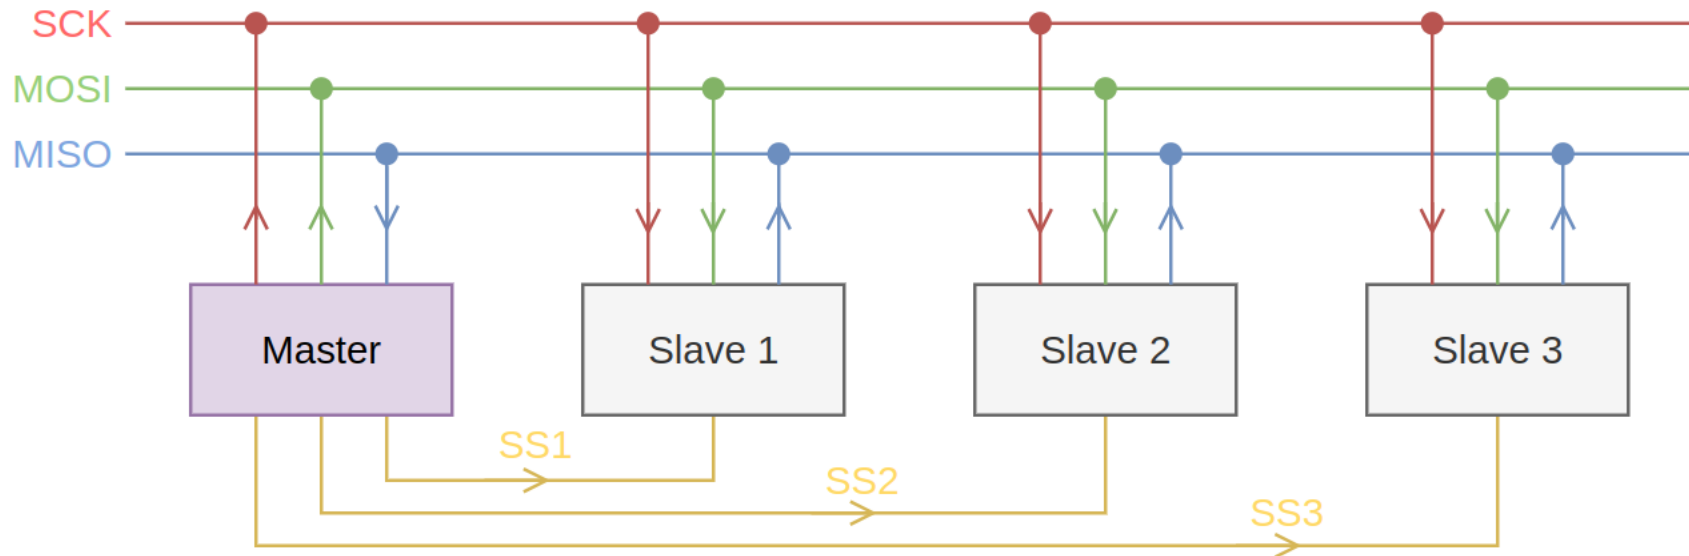 SCK
MOSI
MISO
Master
Slave 1
Slave 2
Slave 3
SS1
SS2
SS3